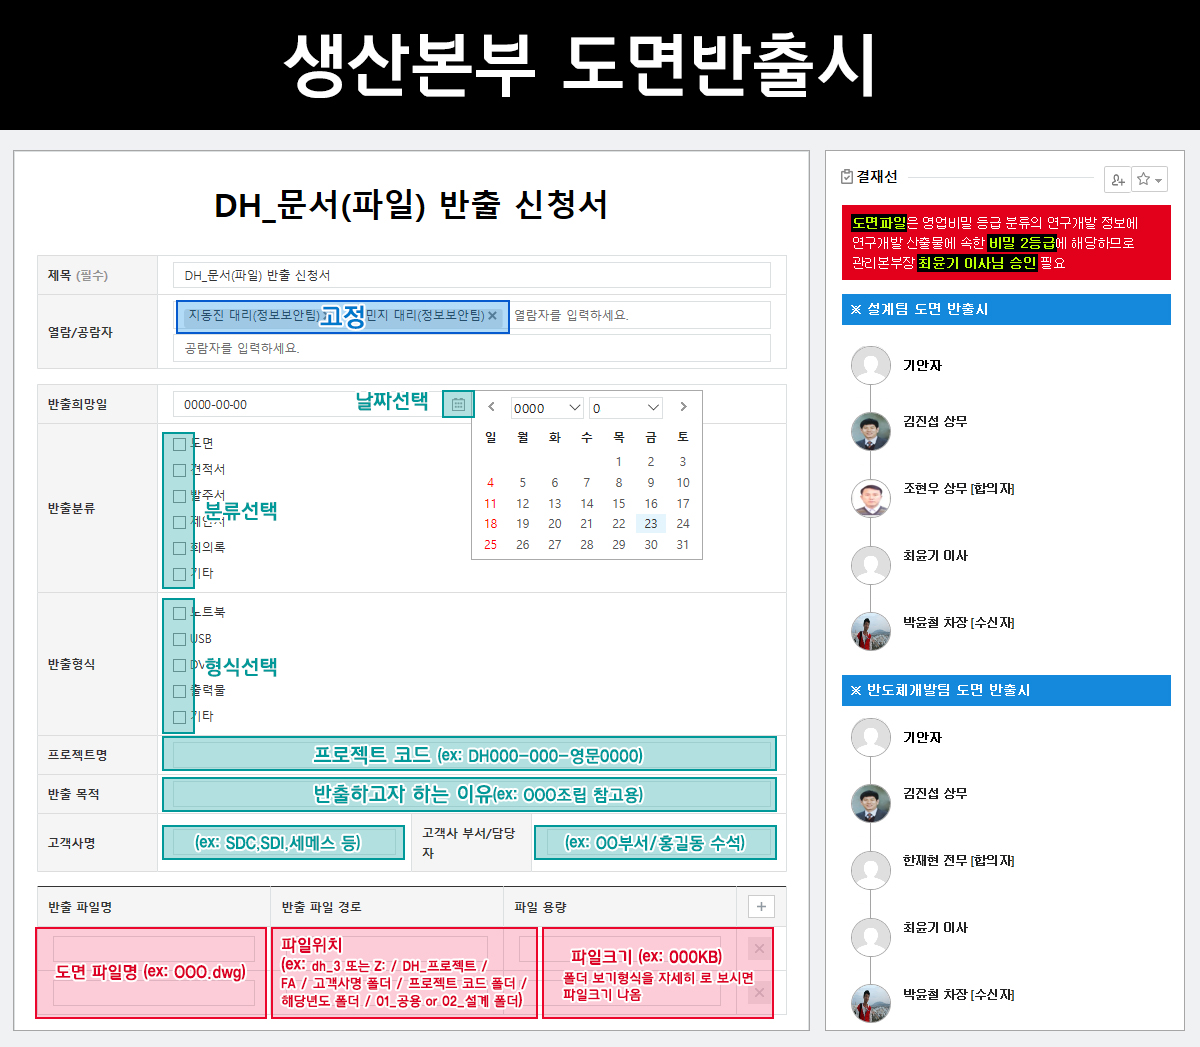 생산본부 도면반출시
DH_문서(파일) 반출 신청서
제목 (필수)
DH_문서(파일) 반출 신청서
열람/공람자
지동진 대리(정보보안팀)
고정
민지 대리(정보보안팀) ×
열람자를 입력하세요.
공람자를 입력하세요.
반출희망일
0000-00-00
날짜선택
0000
0
일 월 화 수 목 금 토
1 2 3
4 5 6 7 8 9 10
11 12 13 14 15 16 17
18 19 20 21 22 23 24
25 26 27 28 29 30 31
반출분류
도면
견적서
발주서
제안서
회의록
기타
분류선택
반출형식
노트북
USB
DV
출력물
기타
형식선택
프로젝트명
프로젝트 코드 (ex: DH000-000-영문0000)
반출 목적
반출하고자 하는 이유(ex: OOO조립 참고용)
고객사명
(ex: SDC,SDI,세메스 등)
고객사 부서/담당
자
(ex: OO부서/홍길동 수석)
반출 파일명
반출 파일 경로
파일 용량
+
도면 파일명 (ex: OOO.dwg)
파일위치
(ex: dh_3 또는 Z: / DH_프로젝트 /
FA / 고객사명 폴더 / 프로젝트 코드 폴더 /
해당년도 폴더 / 01_공용 or 02_설계 폴더)
파일크기 (ex: 000KB)
폴더 보기형식을 자세히 로 보시면
파일크기 나옴
×
×
결재선
도면파일은 영업비밀 등급 분류의 연구개발 정보에
연구개발 산출물에 속한 비밀 2등급에 해당하므로
관리본부장 최윤기 이사님 승인 필요
※ 설계팀 도면 반출시
기안자
김진섭 상무
조현우 상무 [합의자]
최윤기 이사
박윤철 차장 [수신자]
※ 반도체개발팀 도면 반출시
기안자
김진섭 상무
한재현 전무 [합의자]
최윤기 이사
박윤철 차장 [수신자]